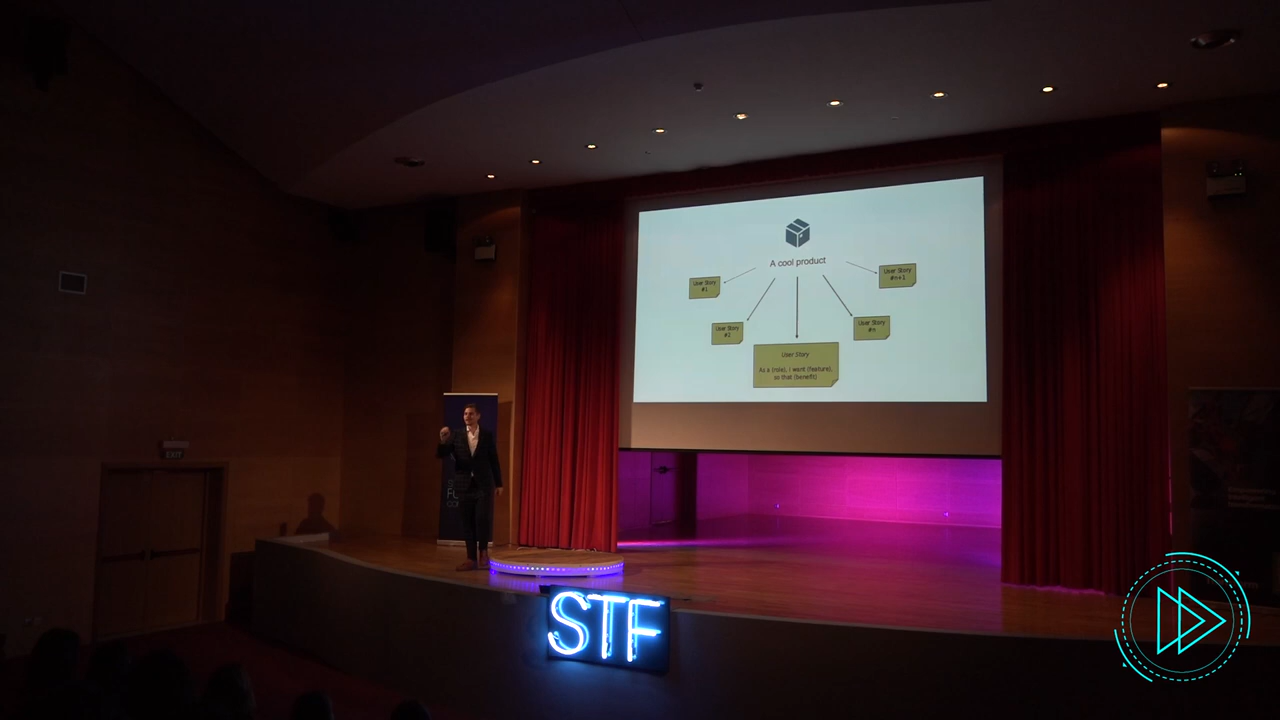 A cool product
User Story
#1
User Story
#n+1
User Story
#2
User Story
#n
User Story
As a (role), i want (feature),
so that (benefit)
EXIT
STF